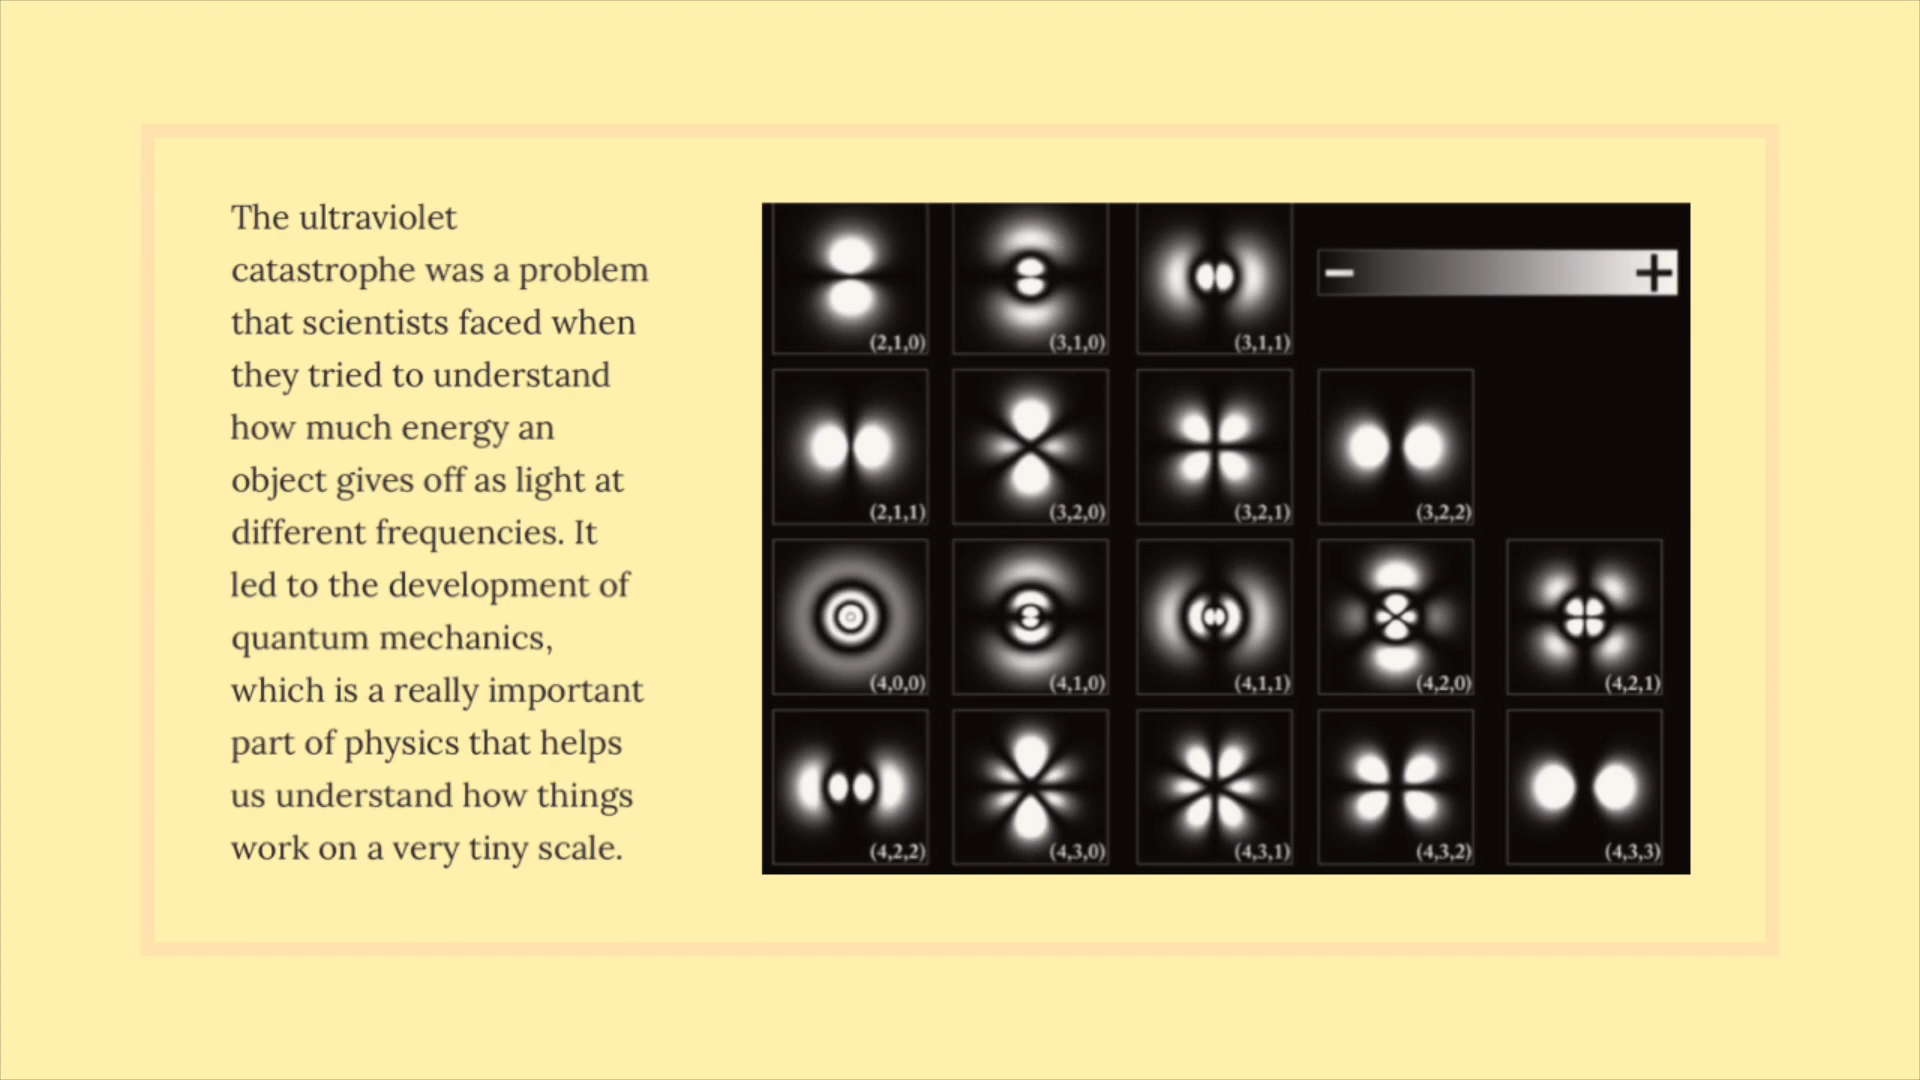 The ultraviolet
catastrophe was a problem
that scientists faced when
they tried to understand
how much energy an
object gives off as light at
different frequencies. It
led to the development of
quantum mechanics,
which is a really important
part of physics that helps
us understand how things
work on a very tiny scale.
− +
(2,1,0) (3,1,0) (3,1,1)
(2,1,1) (3,2,0) (3,2,1) (3,2,2)
(4,0,0) (4,1,0) (4,1,1) (4,2,0) (4,2,1)
(4,2,2) (4,3,0) (4,3,1) (4,3,2) (4,3,3)